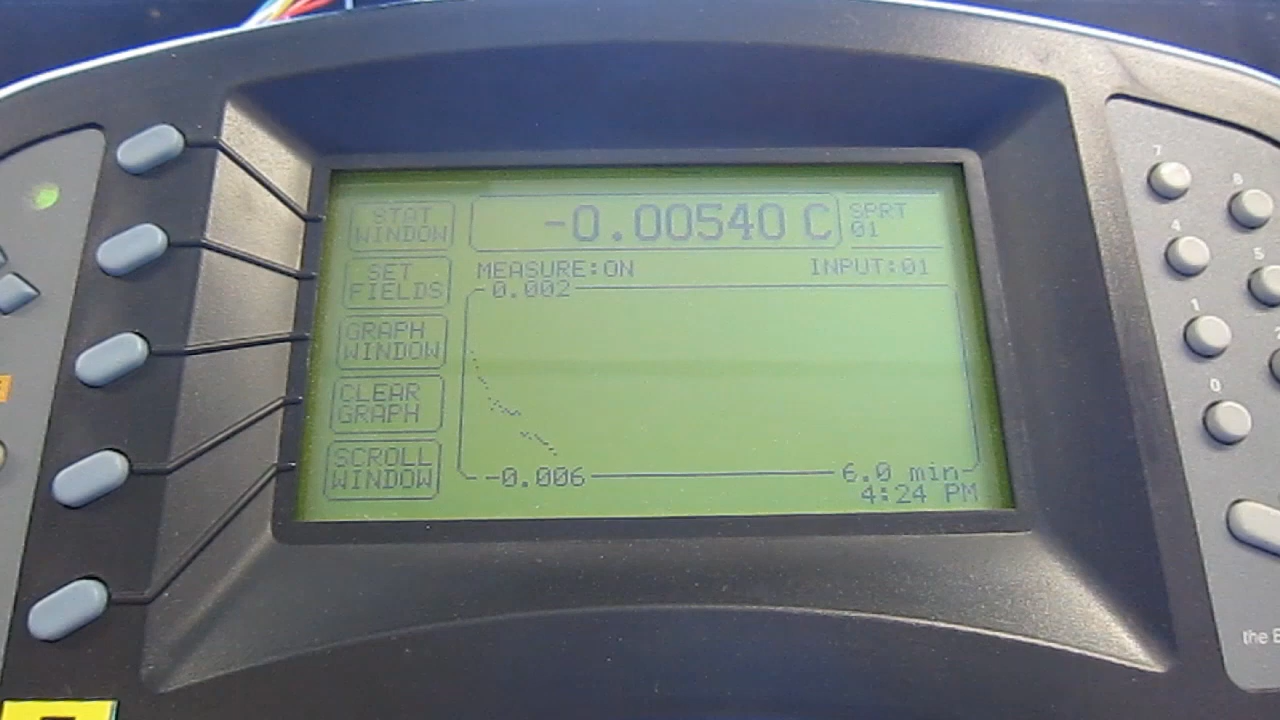 STAT
WINDOW
-0.00540 C
SPRT
01
SET
FIELDS
MEASURE:ON
INPUT:01
0.002
GRAPH
WINDOW
CLEAR
GRAPH
SCROLL
WINDOW
-0.006
6.0 min
4:24 PM
7
4
1
0
8
5
the